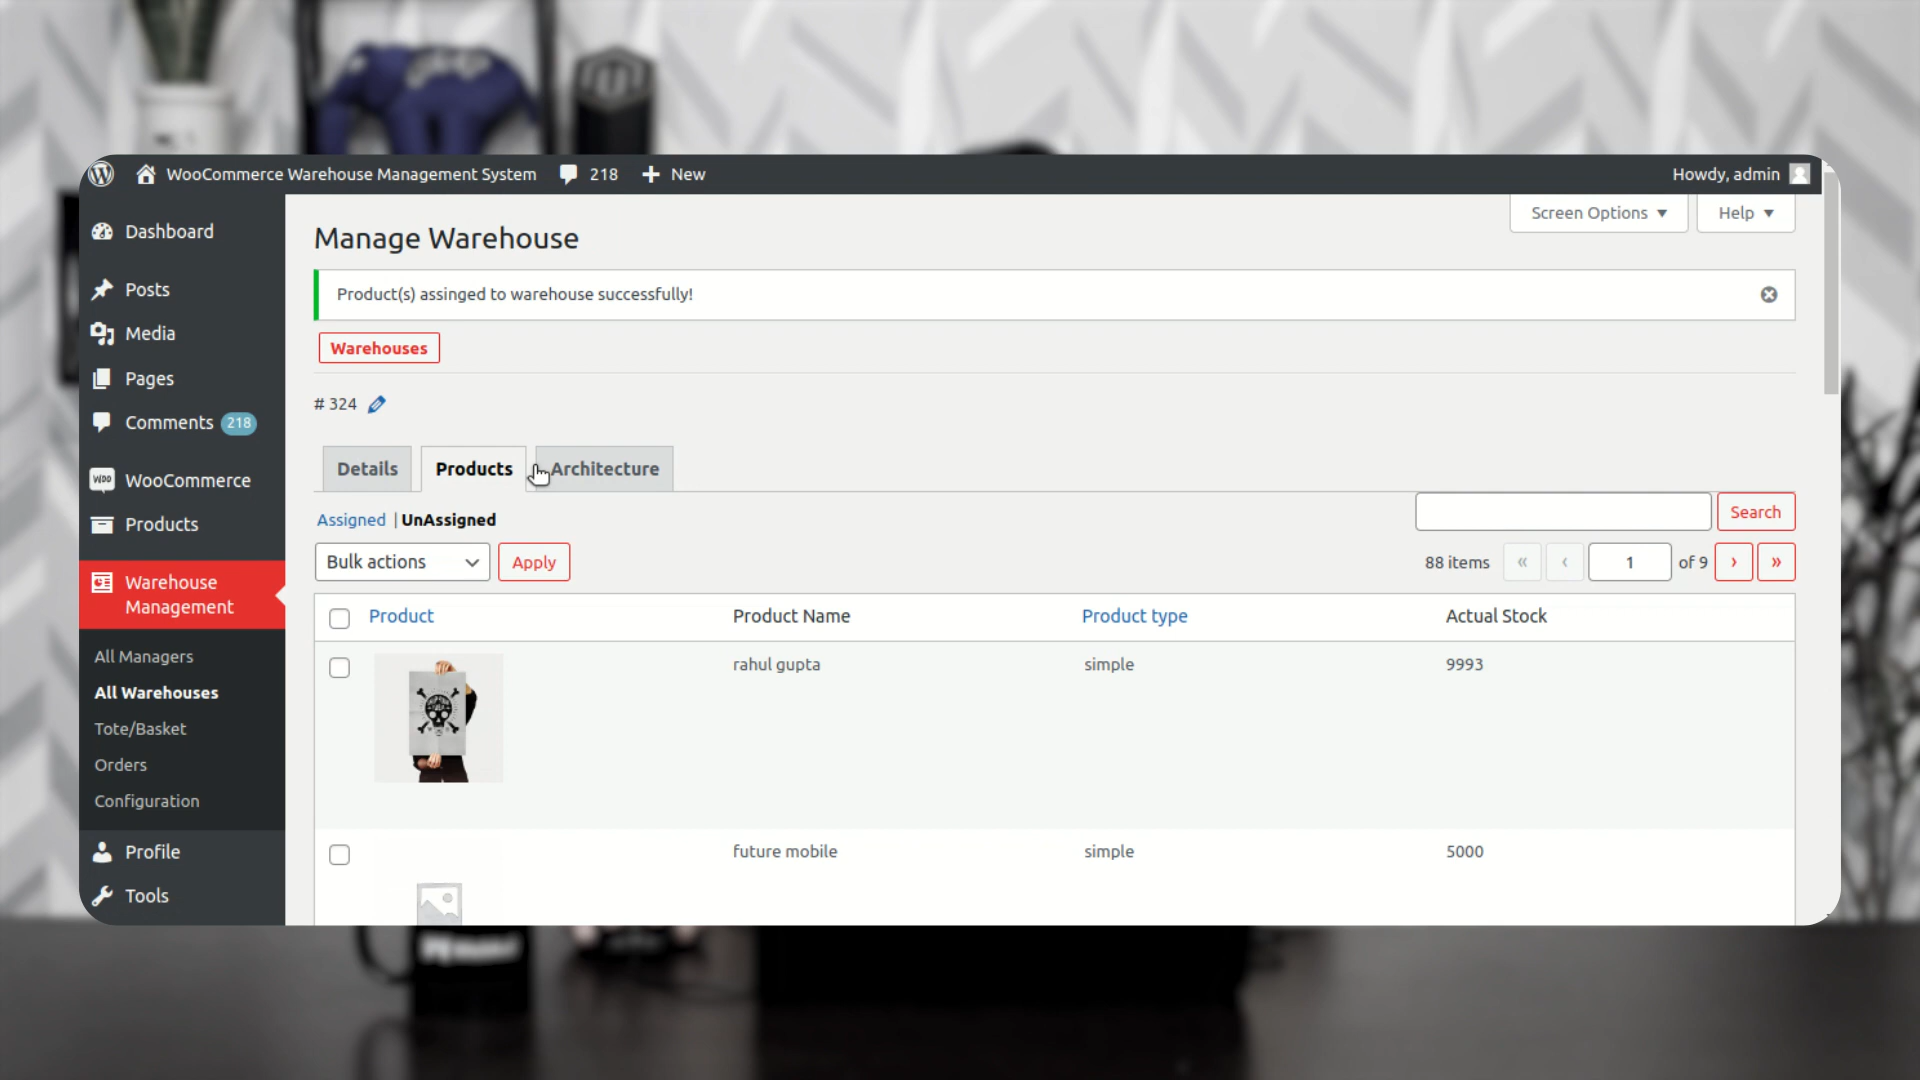 WooCommerce Warehouse Management System 218 New Howdy, admin
Dashboard
Posts
Media
Pages
Comments 218
WOO WooCommerce
Products
Warehouse
Management
All Managers
All Warehouses
Tote/Basket
Orders
Configuration
Profile
Tools
Screen Options ▼ Help ▼
Manage Warehouse
Product(s) assinged to warehouse successfully!
Warehouses
# 324
Details Products Architecture
Assigned | UnAssigned
Search
Bulk actions Apply
88 items « ‹ 1 of 9 › »
Product Product Name Product type Actual Stock
rahul gupta simple 9993
future mobile simple 5000